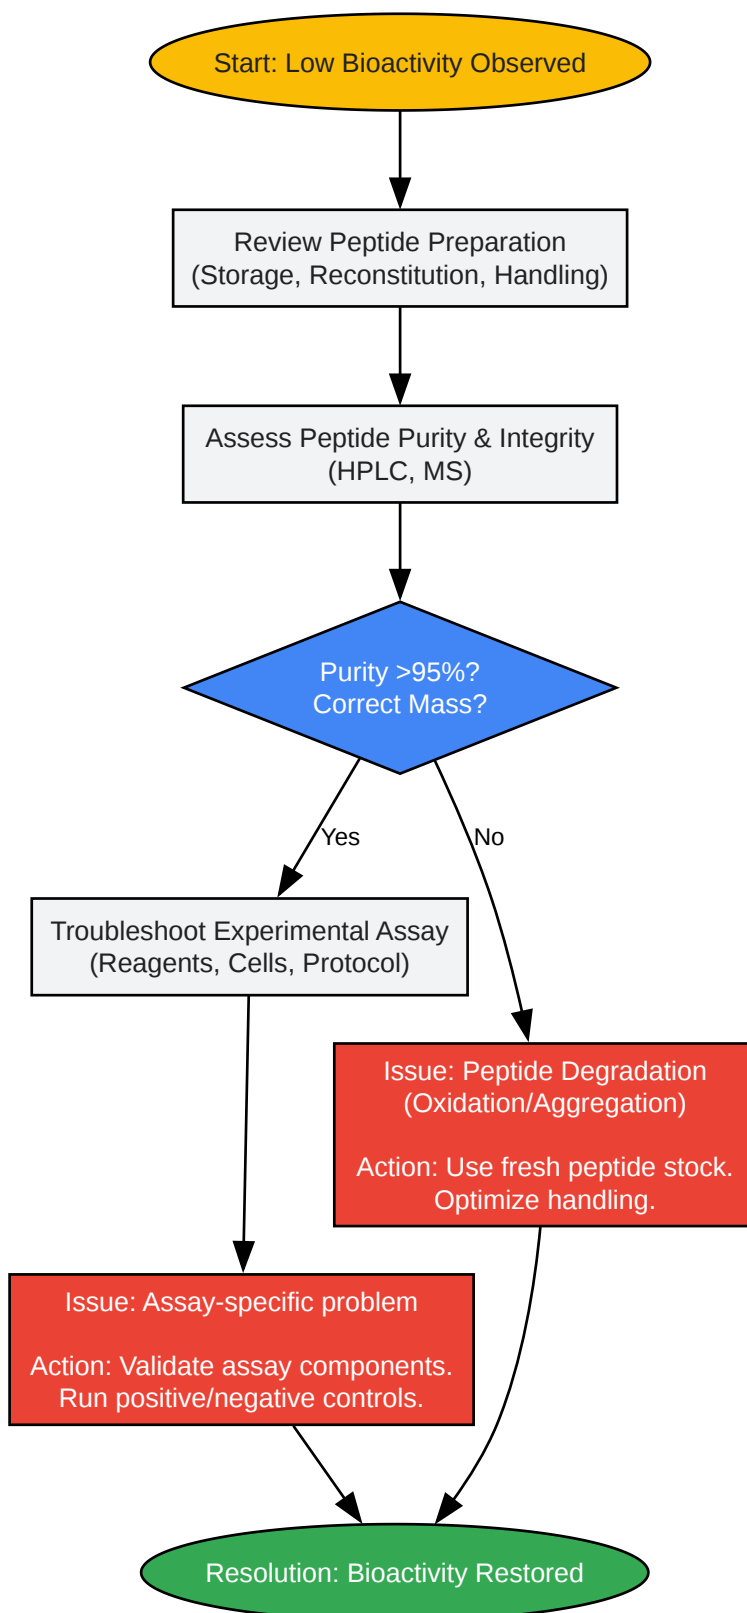 Start: Low Bioactivity Observed
Review Peptide Preparation
(Storage, Reconstitution, Handling)
Assess Peptide Purity & Integrity
(HPLC, MS)
Purity >95%?
Correct Mass?
Yes
No
Troubleshoot Experimental Assay
(Reagents, Cells, Protocol)
Issue: Peptide Degradation
(Oxidation/Aggregation)
Action: Use fresh peptide stock.
Optimize handling.
Issue: Assay-specific problem
Action: Validate assay components.
Run positive/negative controls.
Resolution: Bioactivity Restored